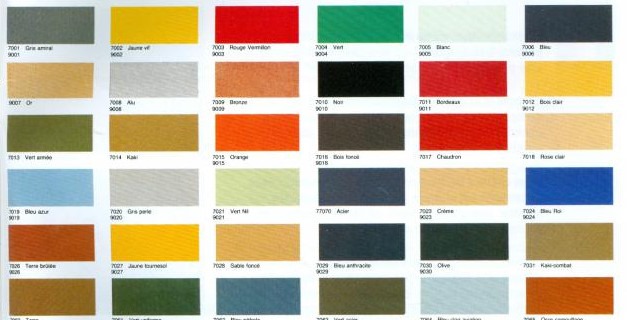 7001 Gris amiral
9001
7002 Jaune vif
9002
7003 Rouge Vermillon
9003
7004 Vert
9004
7005 Blanc
9005
7006 Bleu
9006
9007 Or
7008 Alu
9008
7009 Bronze
9009
7010 Noir
9010
7011 Bordeaux
9011
7012 Bois clair
9012
7013 Vert armée
7014 Kaki
7015 Orange
9015
7016 Bois foncé
9016
7017 Chaudron
7018 Rose clair
7019 Bleu azur
9019
7020 Gris perle
9020
7021 Vert Nil
9021
77070 Acier
7023 Crème
9023
7024 Bleu Roi
9024
7026 Terre brûlée
9026
7027 Jaune tournesol
9027
7028 Sable foncé
7029 Bleu anthracite
9029
7030 Olive
9030
7031 Kaki-combat